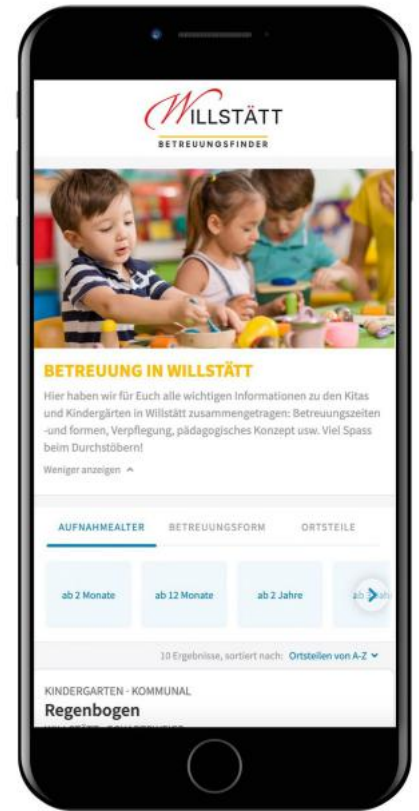 WILLSTÄTT
BETREUUNGSFINDER
BETREUUNG IN WILLSTÄTT
Hier haben wir für Euch alle wichtigen Informationen zu den Kitas
und Kindergärten in Willstätt zusammengetragen: Betreuungszeiten
-und formen, Verpflegung, pädagogisches Konzept usw. Viel Spass
beim Durchstöbern!
Weniger anzeigen
AUFNAHMEALTER BETREUUNGSFORM ORTSTEILE
ab 2 Monate ab 12 Monate ab 2 Jahre ab
10 Ergebnisse, sortiert nach: Ortsteilen von A-Z
KINDERGARTEN - KOMMUNAL
Regenbogen